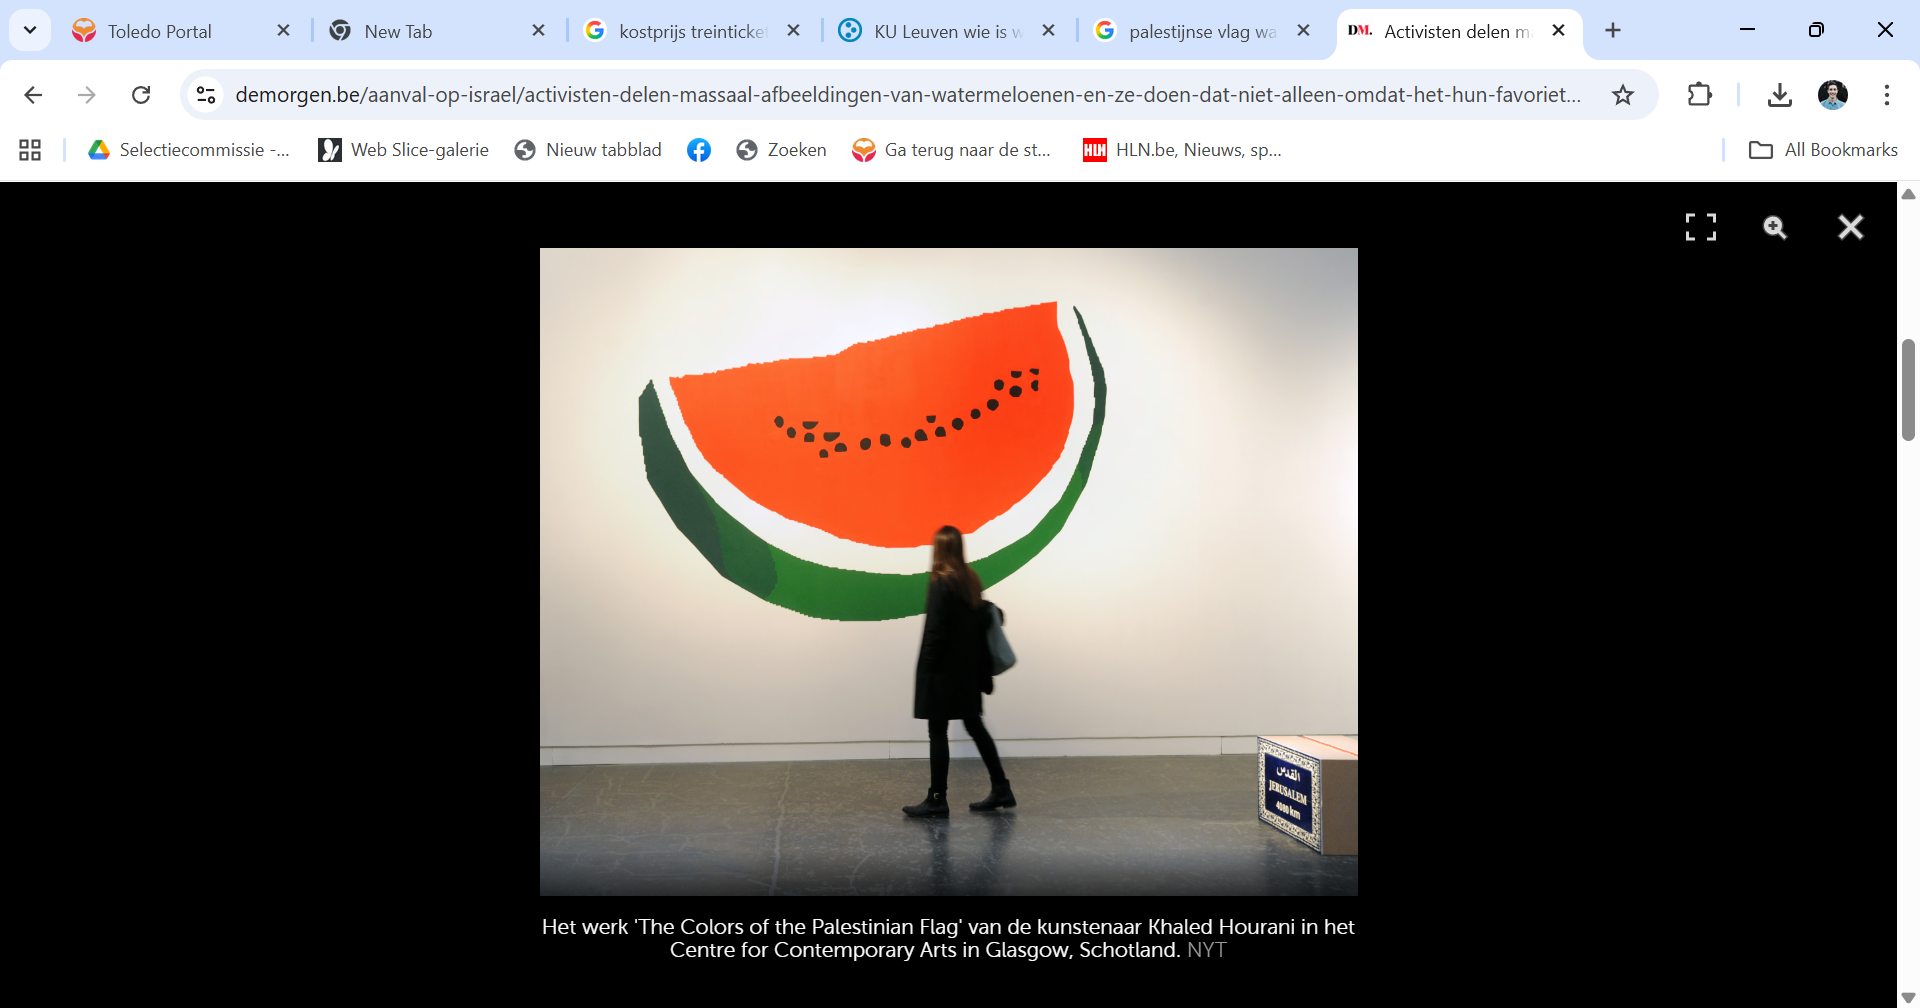 Toledo Portal
New Tab
kostprijs treinticke
KU Leuven wie is w
palestijnse vlag wa
DM.
Activisten delen m
demorgen.be/aanval-op-israel/activisten-delen-massaal-afbeeldingen-van-watermeloenen-en-ze-doen-dat-niet-alleen-omdat-het-hun-favoriet...
Selectiecommissie -...
Web Slice-galerie
Nieuw tabblad
Zoeken
Ga terug naar de st...
HLN
HLN.be, Nieuws, sp...
All Bookmarks
القدس
JERUSALEM
4080 km
Het werk 'The Colors of the Palestinian Flag' van de kunstenaar Khaled Hourani in het
Centre for Contemporary Arts in Glasgow, Schotland. NYT